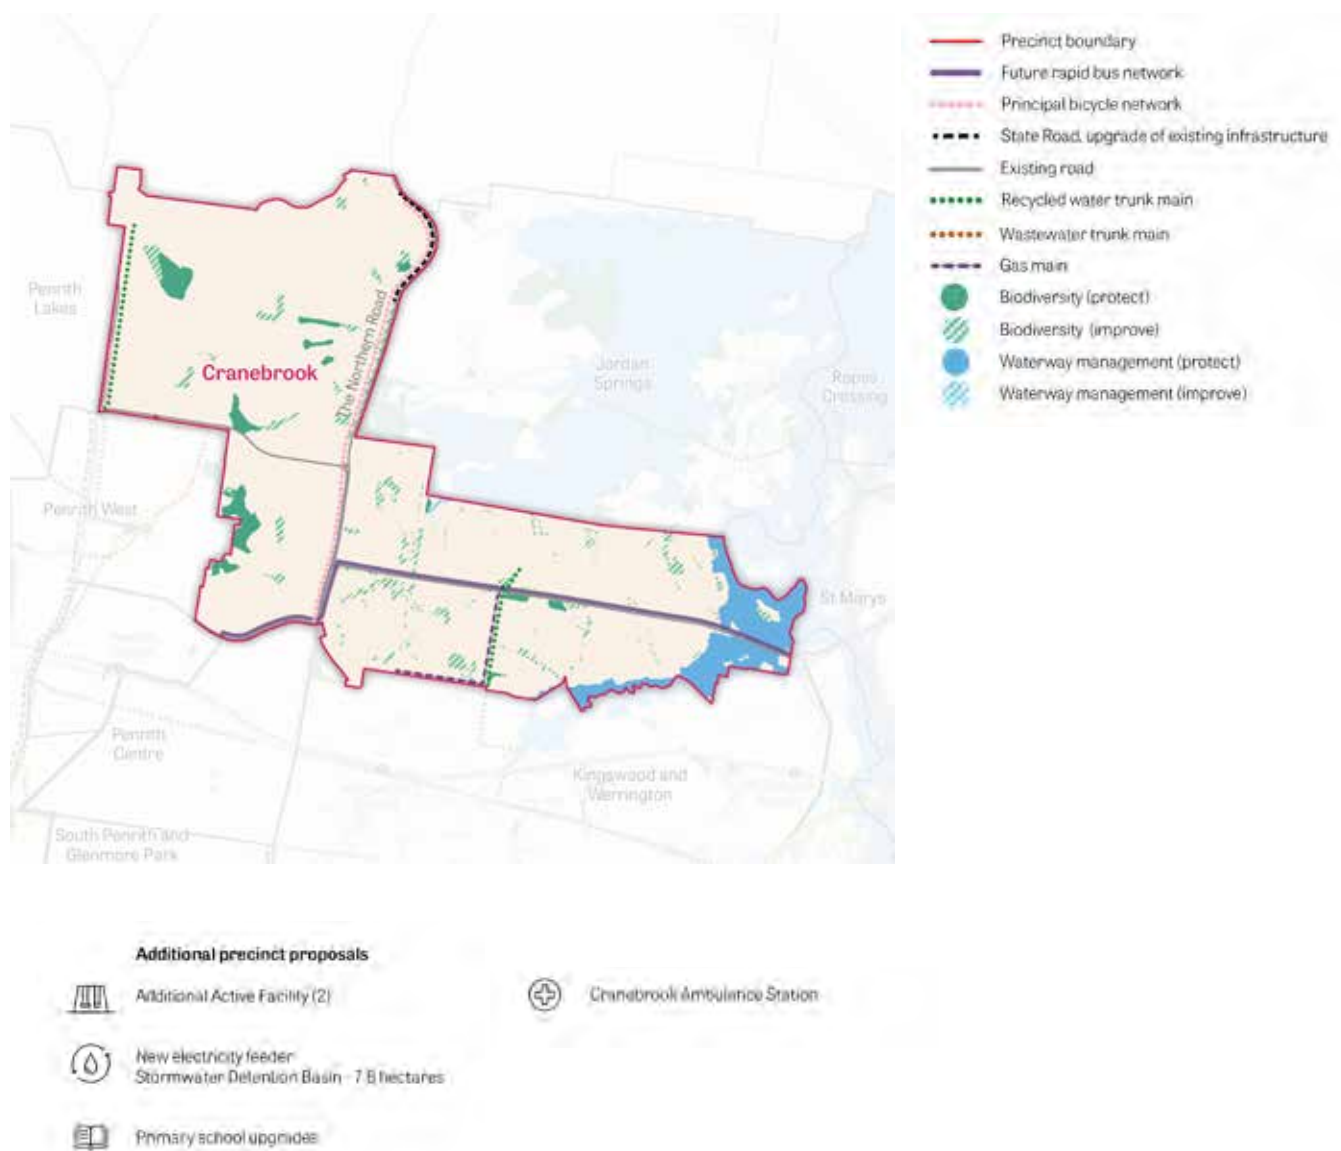 Precinct boundary
Future rapid bus network
Principal bicycle network
State Road, upgrade of existing infrastructure
Existing road
Recycled water trunk main
Wastewater trunk main
Gas main
Biodiversity (protect)
Biodiversity (improve)
Waterway management (protect)
Waterway management (improve)
Penrith
Lakes
The Northern Road
Cranebrook
Jordan
Springs
Ropes
Crossing
Penrith West
St Marys
Penrith
Centre
Kingswood and
Werrington
South Penrith and
Glenmore Park
Additional precinct proposals
Additional Active Facility (2)
Cranebrook Ambulance Station
New electricity feeder
Stormwater Detention Basin - 7.8 hectares
Primary school upgrades